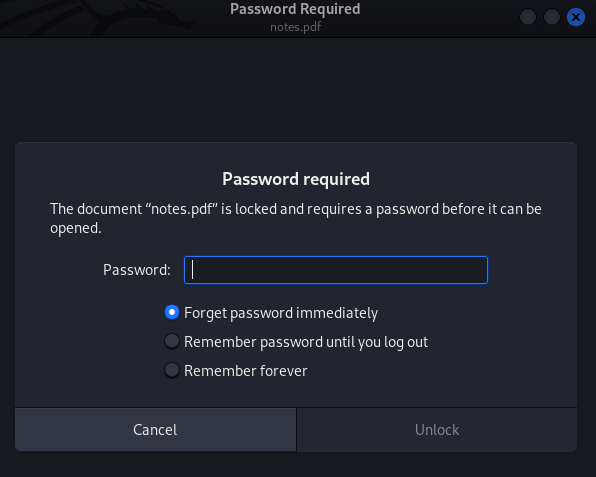 Password Required
notes.pdf
Password required
The document “notes.pdf” is locked and requires a password before it can be
opened.
Password:
Forget password immediately
Remember password until you log out
Remember forever
Cancel
Unlock